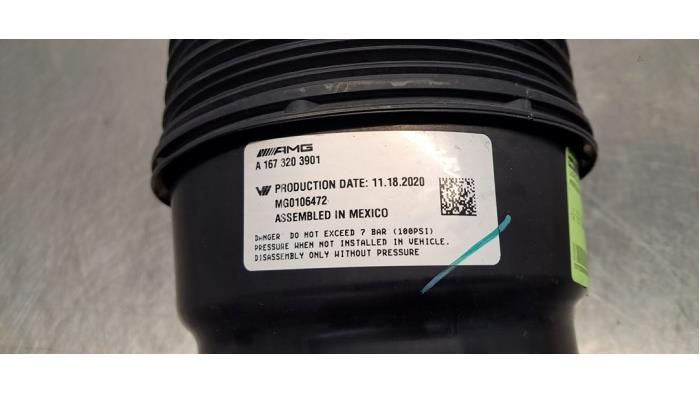 AMG
A 167 320 3901
PRODUCTION DATE: 11.18.2020
MG0106472
ASSEMBLED IN MEXICO
DANGER DO NOT EXCEED 7 BAR (100PSI)
PRESSURE WHEN NOT INSTALLED IN VEHICLE.
DISASSEMBLY ONLY WITHOUT PRESSURE